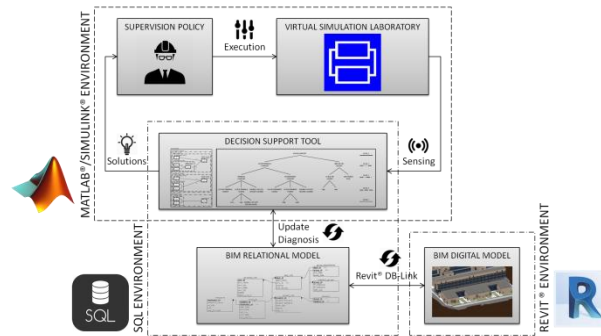 SUPERVISION POLICY
Execution
VIRTUAL SIMULATION LABORATORY
MATLAB®/SIMULINK® ENVIRONMENT
Solutions
DECISION SUPPORT TOOL
Sensing
Update
Diagnosis
SQL ENVIRONMENT
BIM RELATIONAL MODEL
Revit® DB-Link
BIM DIGITAL MODEL
REVIT® ENVIRONMENT
SQL
R